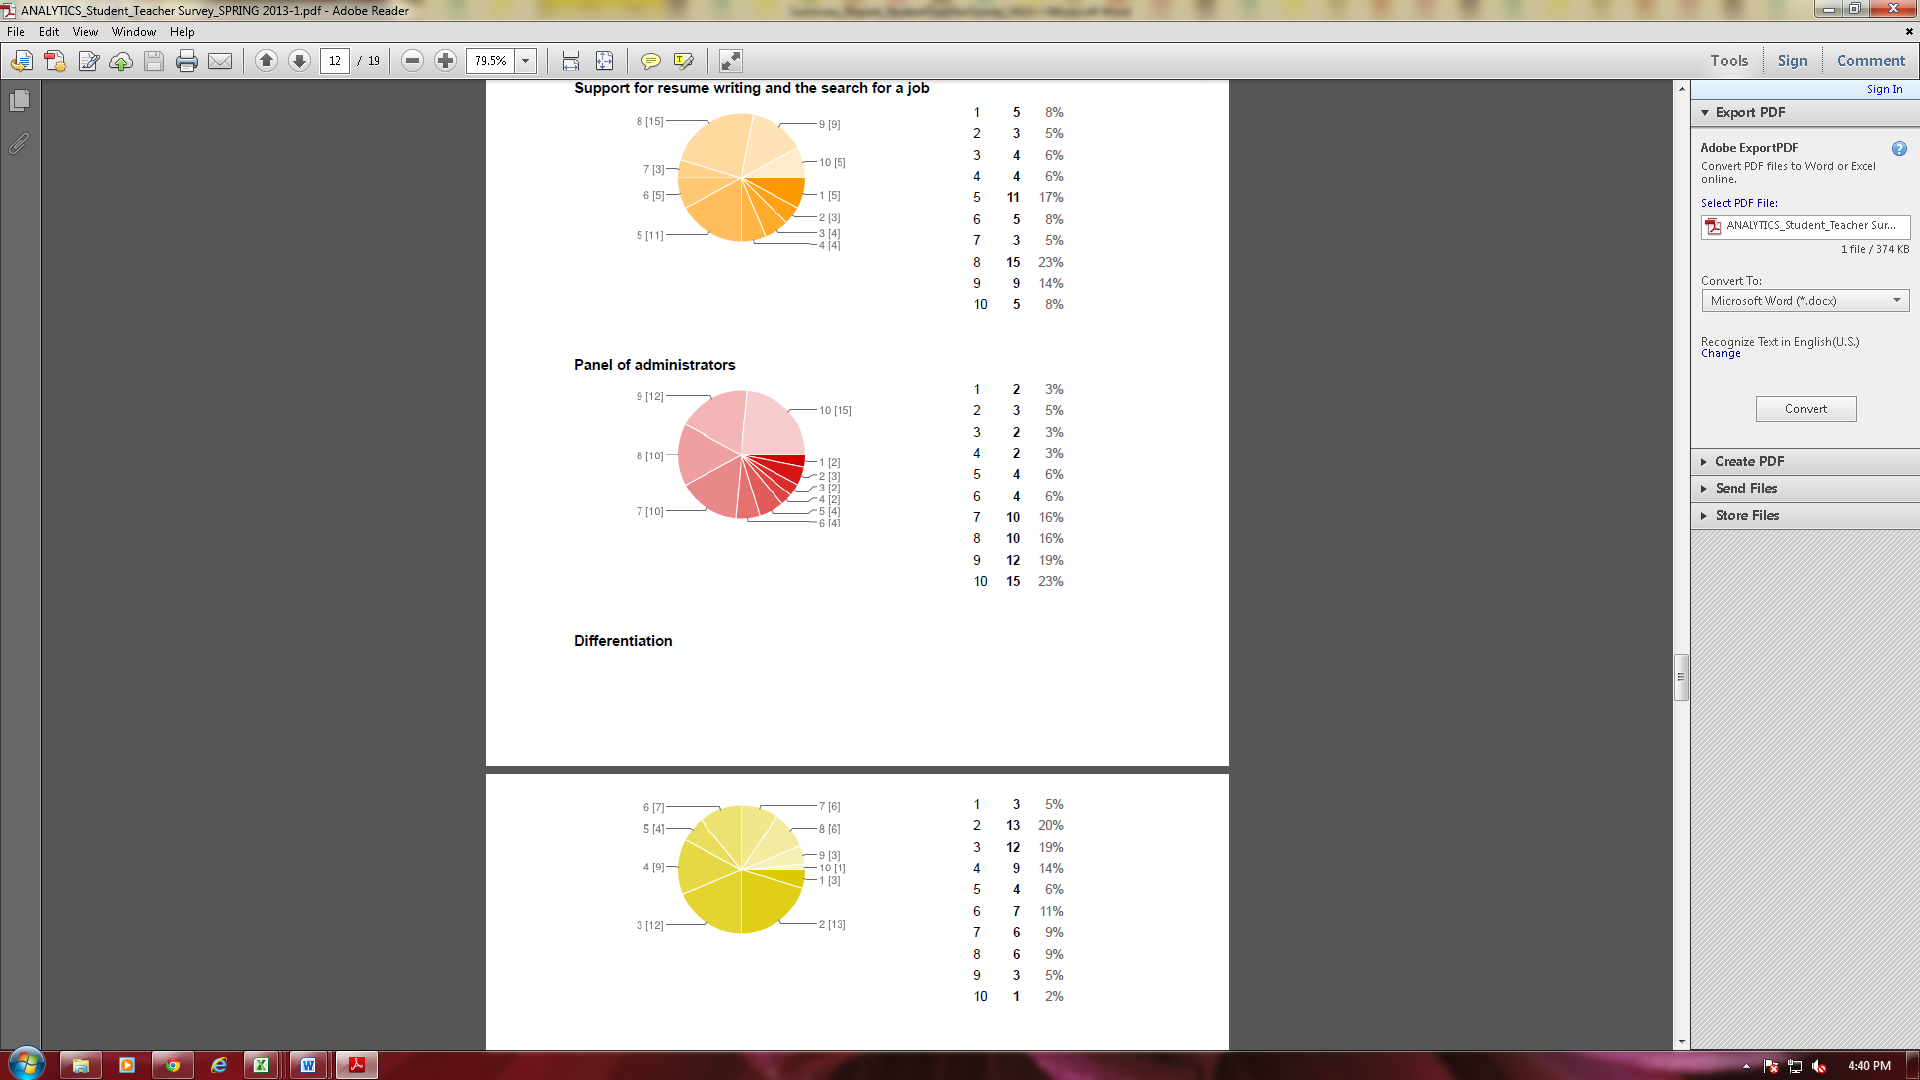 ANALYTICS_Student_Teacher Survey_SPRING 2013-1.pdf - Adobe Reader
File Edit View Window Help
12 / 19 79.5% Tools Sign Comment
Sign In
Export PDF
Adobe ExportPDF
Convert PDF files to Word or Excel
online.
Select PDF File:
ANALYTICS_Student_Teacher Sur...
1 file / 374 KB
Convert To:
Microsoft Word (*.docx)
Recognize Text in English(U.S.)
Change
Convert
Create PDF
Send Files
Store Files
Support for resume writing and the search for a job
8 [15]
9 [9]
7 [3]
10 [5]
6 [5]
1 [5]
2 [3]
5 [11]
3 [4]
4 [4]
1 5 8%
2 3 5%
3 4 6%
4 4 6%
5 11 17%
6 5 8%
7 3 5%
8 15 23%
9 9 14%
10 5 8%
Panel of administrators
9 [12]
10 [15]
8 [10]
1 [2]
2 [3]
3 [2]
4 [2]
7 [10]
5 [4]
6 [4]
1 2 3%
2 3 5%
3 2 3%
4 2 3%
5 4 6%
6 4 6%
7 10 16%
8 10 16%
9 12 19%
10 15 23%
Differentiation
6 [7]
7 [6]
5 [4]
8 [6]
9 [3]
4 [9]
10 [1]
1 [3]
3 [12]
2 [13]
1 3 5%
2 13 20%
3 12 19%
4 9 14%
5 4 6%
6 7 11%
7 6 9%
8 6 9%
9 3 5%
10 1 2%
4:40 PM